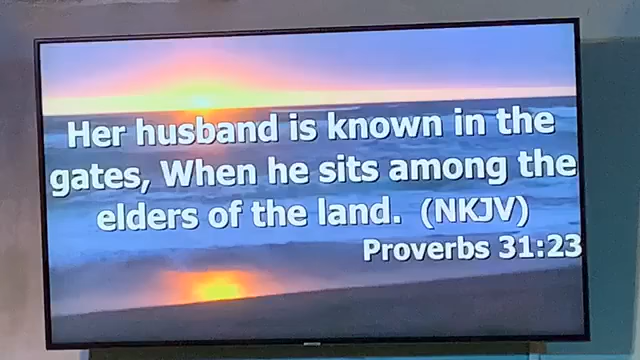 Her husband is known in the
gates, When he sits among the
elders of the land. (NKJV)
Proverbs 31:23